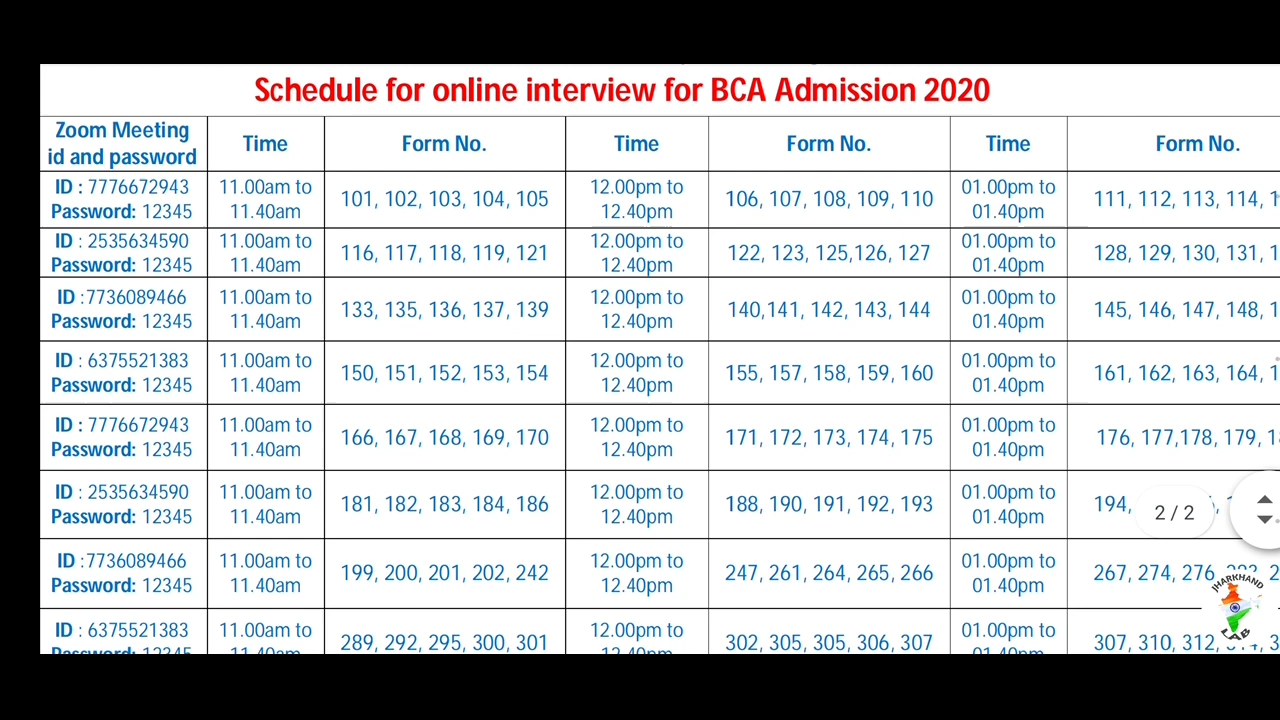 Schedule for online interview for BCA Admission 2020
Zoom Meeting id and password Time Form No. Time Form No. Time Form No.
ID : 7776672943 Password: 12345 11.00am to 11.40am 101, 102, 103, 104, 105 12.00pm to 12.40pm 106, 107, 108, 109, 110 01.00pm to 01.40pm 111, 112, 113, 114,
ID : 2535634590 Password: 12345 11.00am to 11.40am 116, 117, 118, 119, 121 12.00pm to 12.40pm 122, 123, 125,126, 127 01.00pm to 01.40pm 128, 129, 130, 131,
ID :7736089466 Password: 12345 11.00am to 11.40am 133, 135, 136, 137, 139 12.00pm to 12.40pm 140,141, 142, 143, 144 01.00pm to 01.40pm 145, 146, 147, 148,
ID : 6375521383 Password: 12345 11.00am to 11.40am 150, 151, 152, 153, 154 12.00pm to 12.40pm 155, 157, 158, 159, 160 01.00pm to 01.40pm 161, 162, 163, 164,
ID : 7776672943 Password: 12345 11.00am to 11.40am 166, 167, 168, 169, 170 12.00pm to 12.40pm 171, 172, 173, 174, 175 01.00pm to 01.40pm 176, 177,178, 179,
ID : 2535634590 Password: 12345 11.00am to 11.40am 181, 182, 183, 184, 186 12.00pm to 12.40pm 188, 190, 191, 192, 193 01.00pm to 01.40pm 194,
2 / 2
ID :7736089466 Password: 12345 11.00am to 11.40am 199, 200, 201, 202, 242 12.00pm to 12.40pm 247, 261, 264, 265, 266 01.00pm to 01.40pm 267, 274, 276,
ID : 6375521383 Password: 12345 11.00am to 11.40am 289, 292, 295, 300, 301 12.00pm to 12.40pm 302, 305, 305, 306, 307 01.00pm to 01.40pm 307, 310, 312,
JHARKHAND
LAB